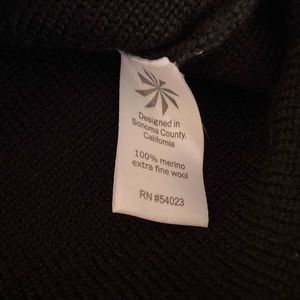 Designed in
Sonoma County,
California
100% merino
extra fine wool
RN #54023